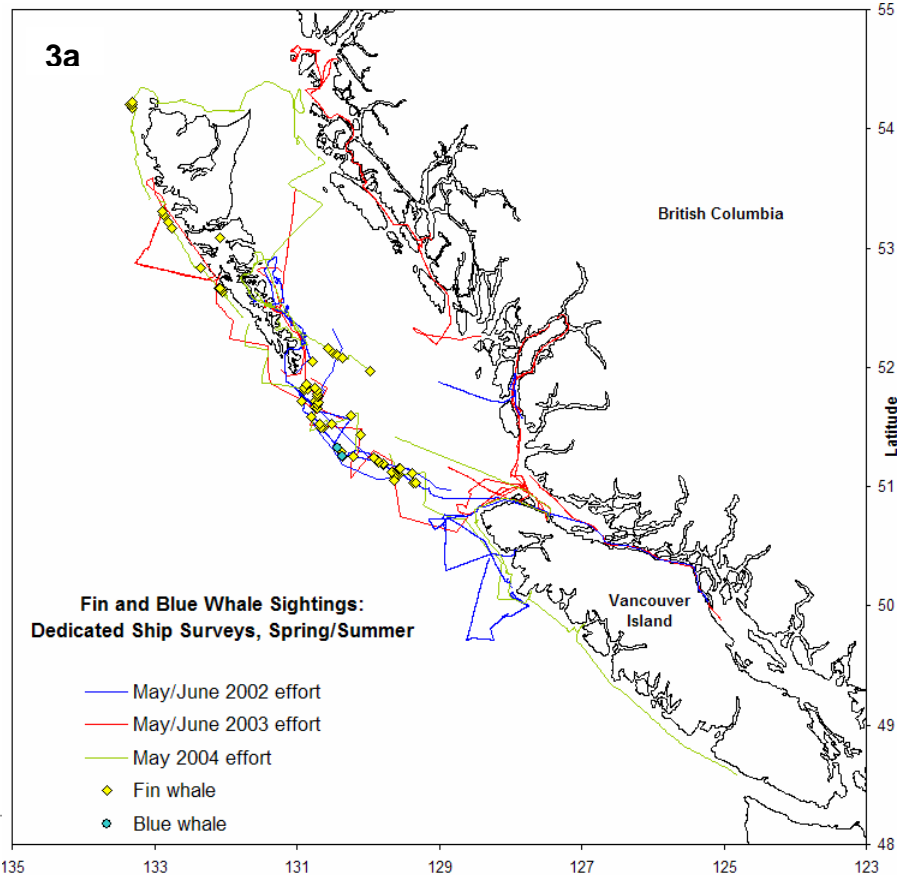 3a
55
54
British Columbia
53
52
Latitude
51
Vancouver
Island
50
Fin and Blue Whale Sightings:
Dedicated Ship Surveys, Spring/Summer
May/June 2002 effort
May/June 2003 effort
May 2004 effort
Fin whale
Blue whale
49
48
135 133 131 129 127 125 123